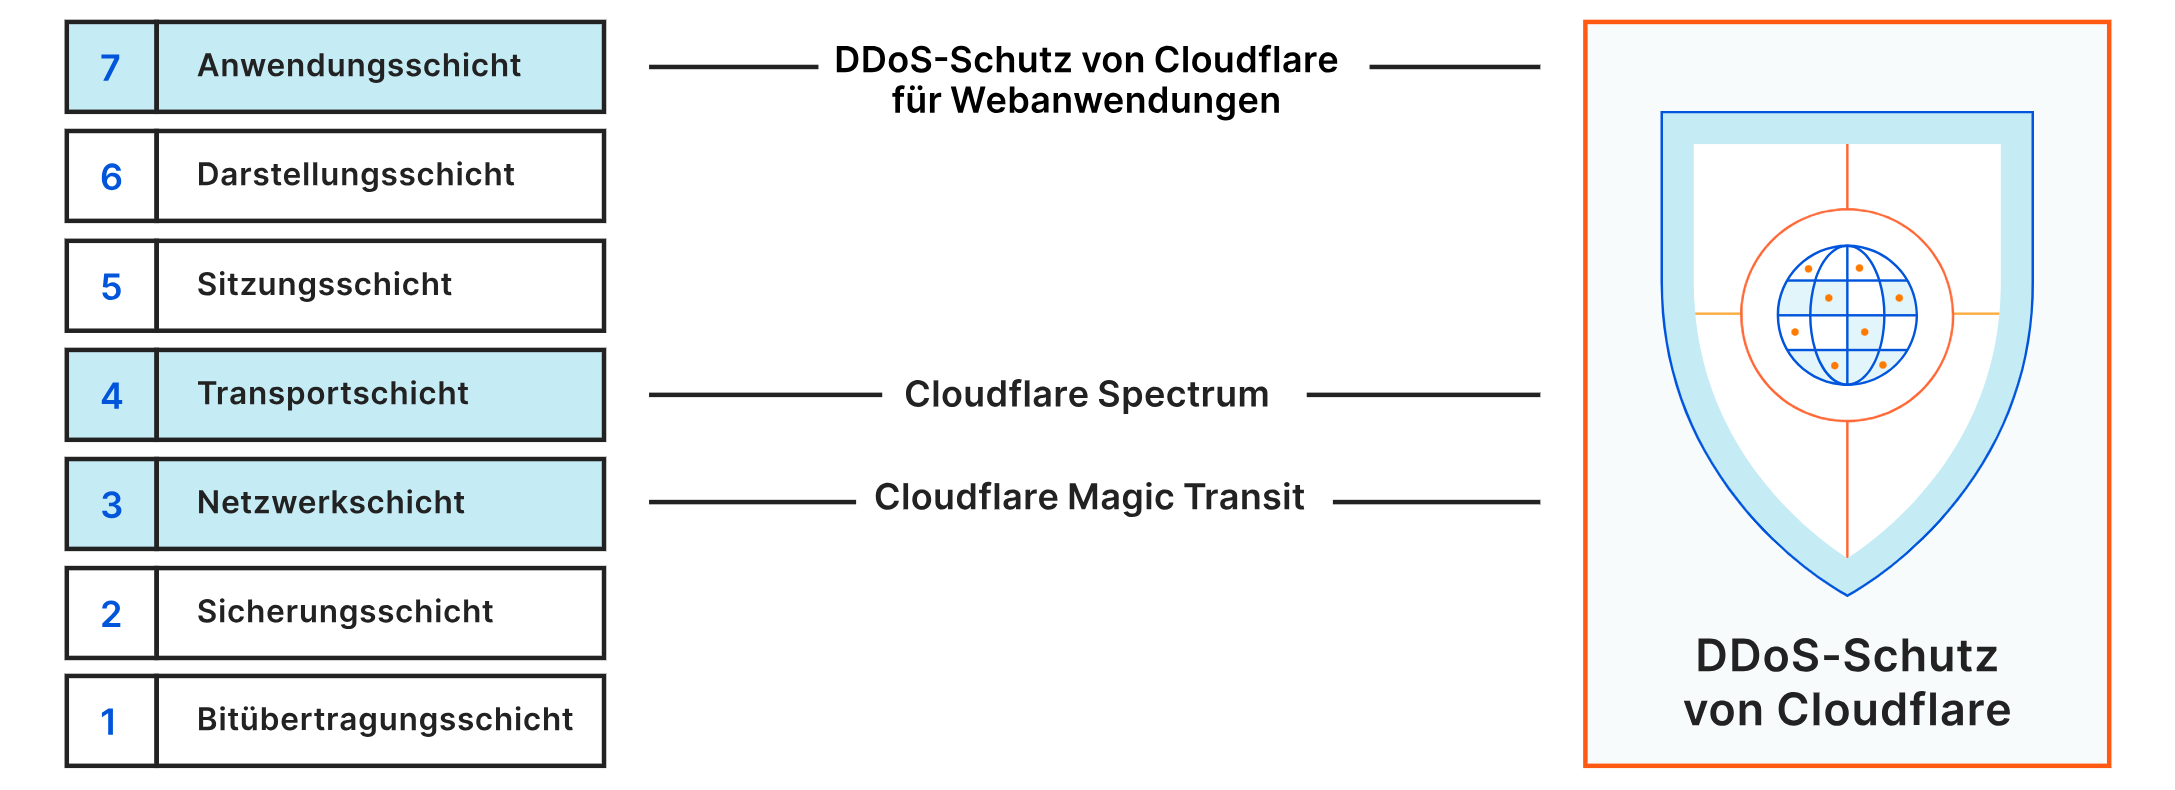 7 Anwendungsschicht
DDoS-Schutz von Cloudflare
für Webanwendungen
6 Darstellungsschicht
5 Sitzungsschicht
4 Transportschicht
Cloudflare Spectrum
3 Netzwerkschicht
Cloudflare Magic Transit
2 Sicherungsschicht
1 Bitübertragungsschicht
DDoS-Schutz
von Cloudflare